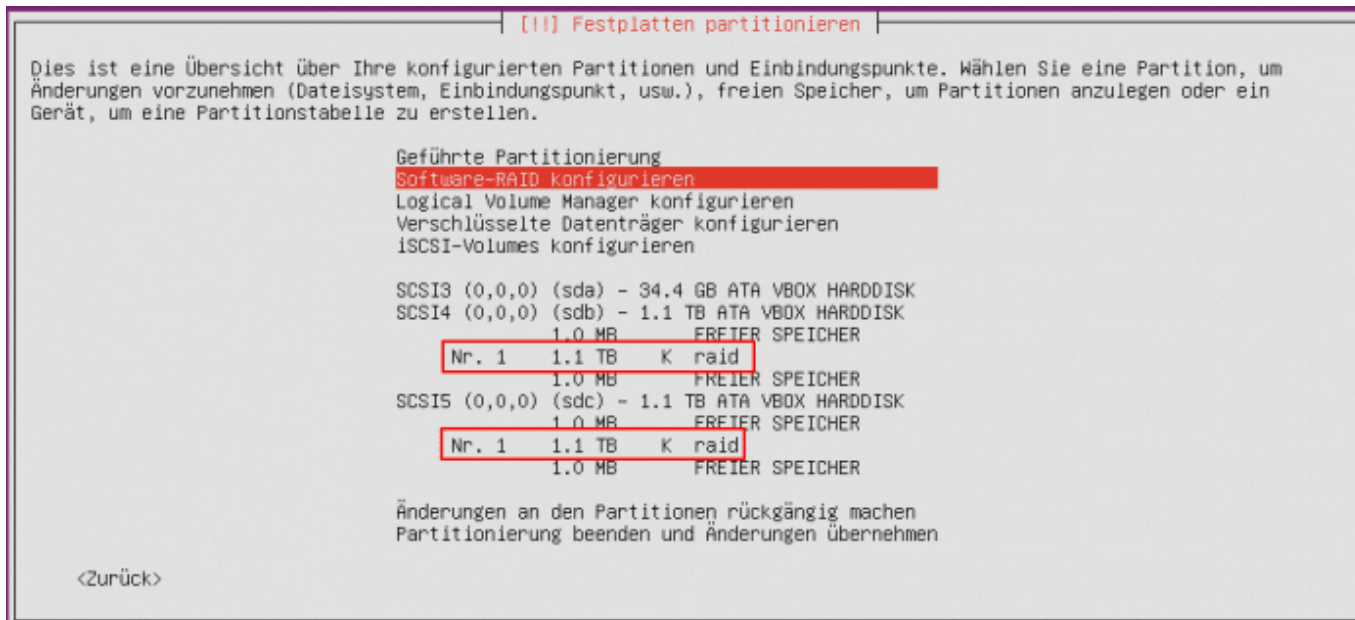 [!!] Festplatten partitionieren
Dies ist eine Übersicht über Ihre konfigurierten Partitionen und Einbindungspunkte. Wählen Sie eine Partition, um
Änderungen vorzunehmen (Dateisystem, Einbindungspunkt, usw.), freien Speicher, um Partitionen anzulegen oder ein
Gerät, um eine Partitionstabelle zu erstellen.
Geführte Partitionierung
Software-RAID konfigurieren
Logical Volume Manager konfigurieren
Verschlüsselte Datenträger konfigurieren
iSCSI-Volumes konfigurieren
SCSI3 (0,0,0) (sda) - 34.4 GB ATA VBOX HARDDISK
SCSI4 (0,0,0) (sdb) - 1.1 TB ATA VBOX HARDDISK
1.0 MB FREIER SPEICHER
Nr. 1 1.1 TB K raid
1.0 MB FREIER SPEICHER
SCSI5 (0,0,0) (sdc) - 1.1 TB ATA VBOX HARDDISK
1.0 MB FREIER SPEICHER
Nr. 1 1.1 TB K raid
1.0 MB FREIER SPEICHER
Änderungen an den Partitionen rückgängig machen
Partitionierung beenden und Änderungen übernehmen
<Zurück>